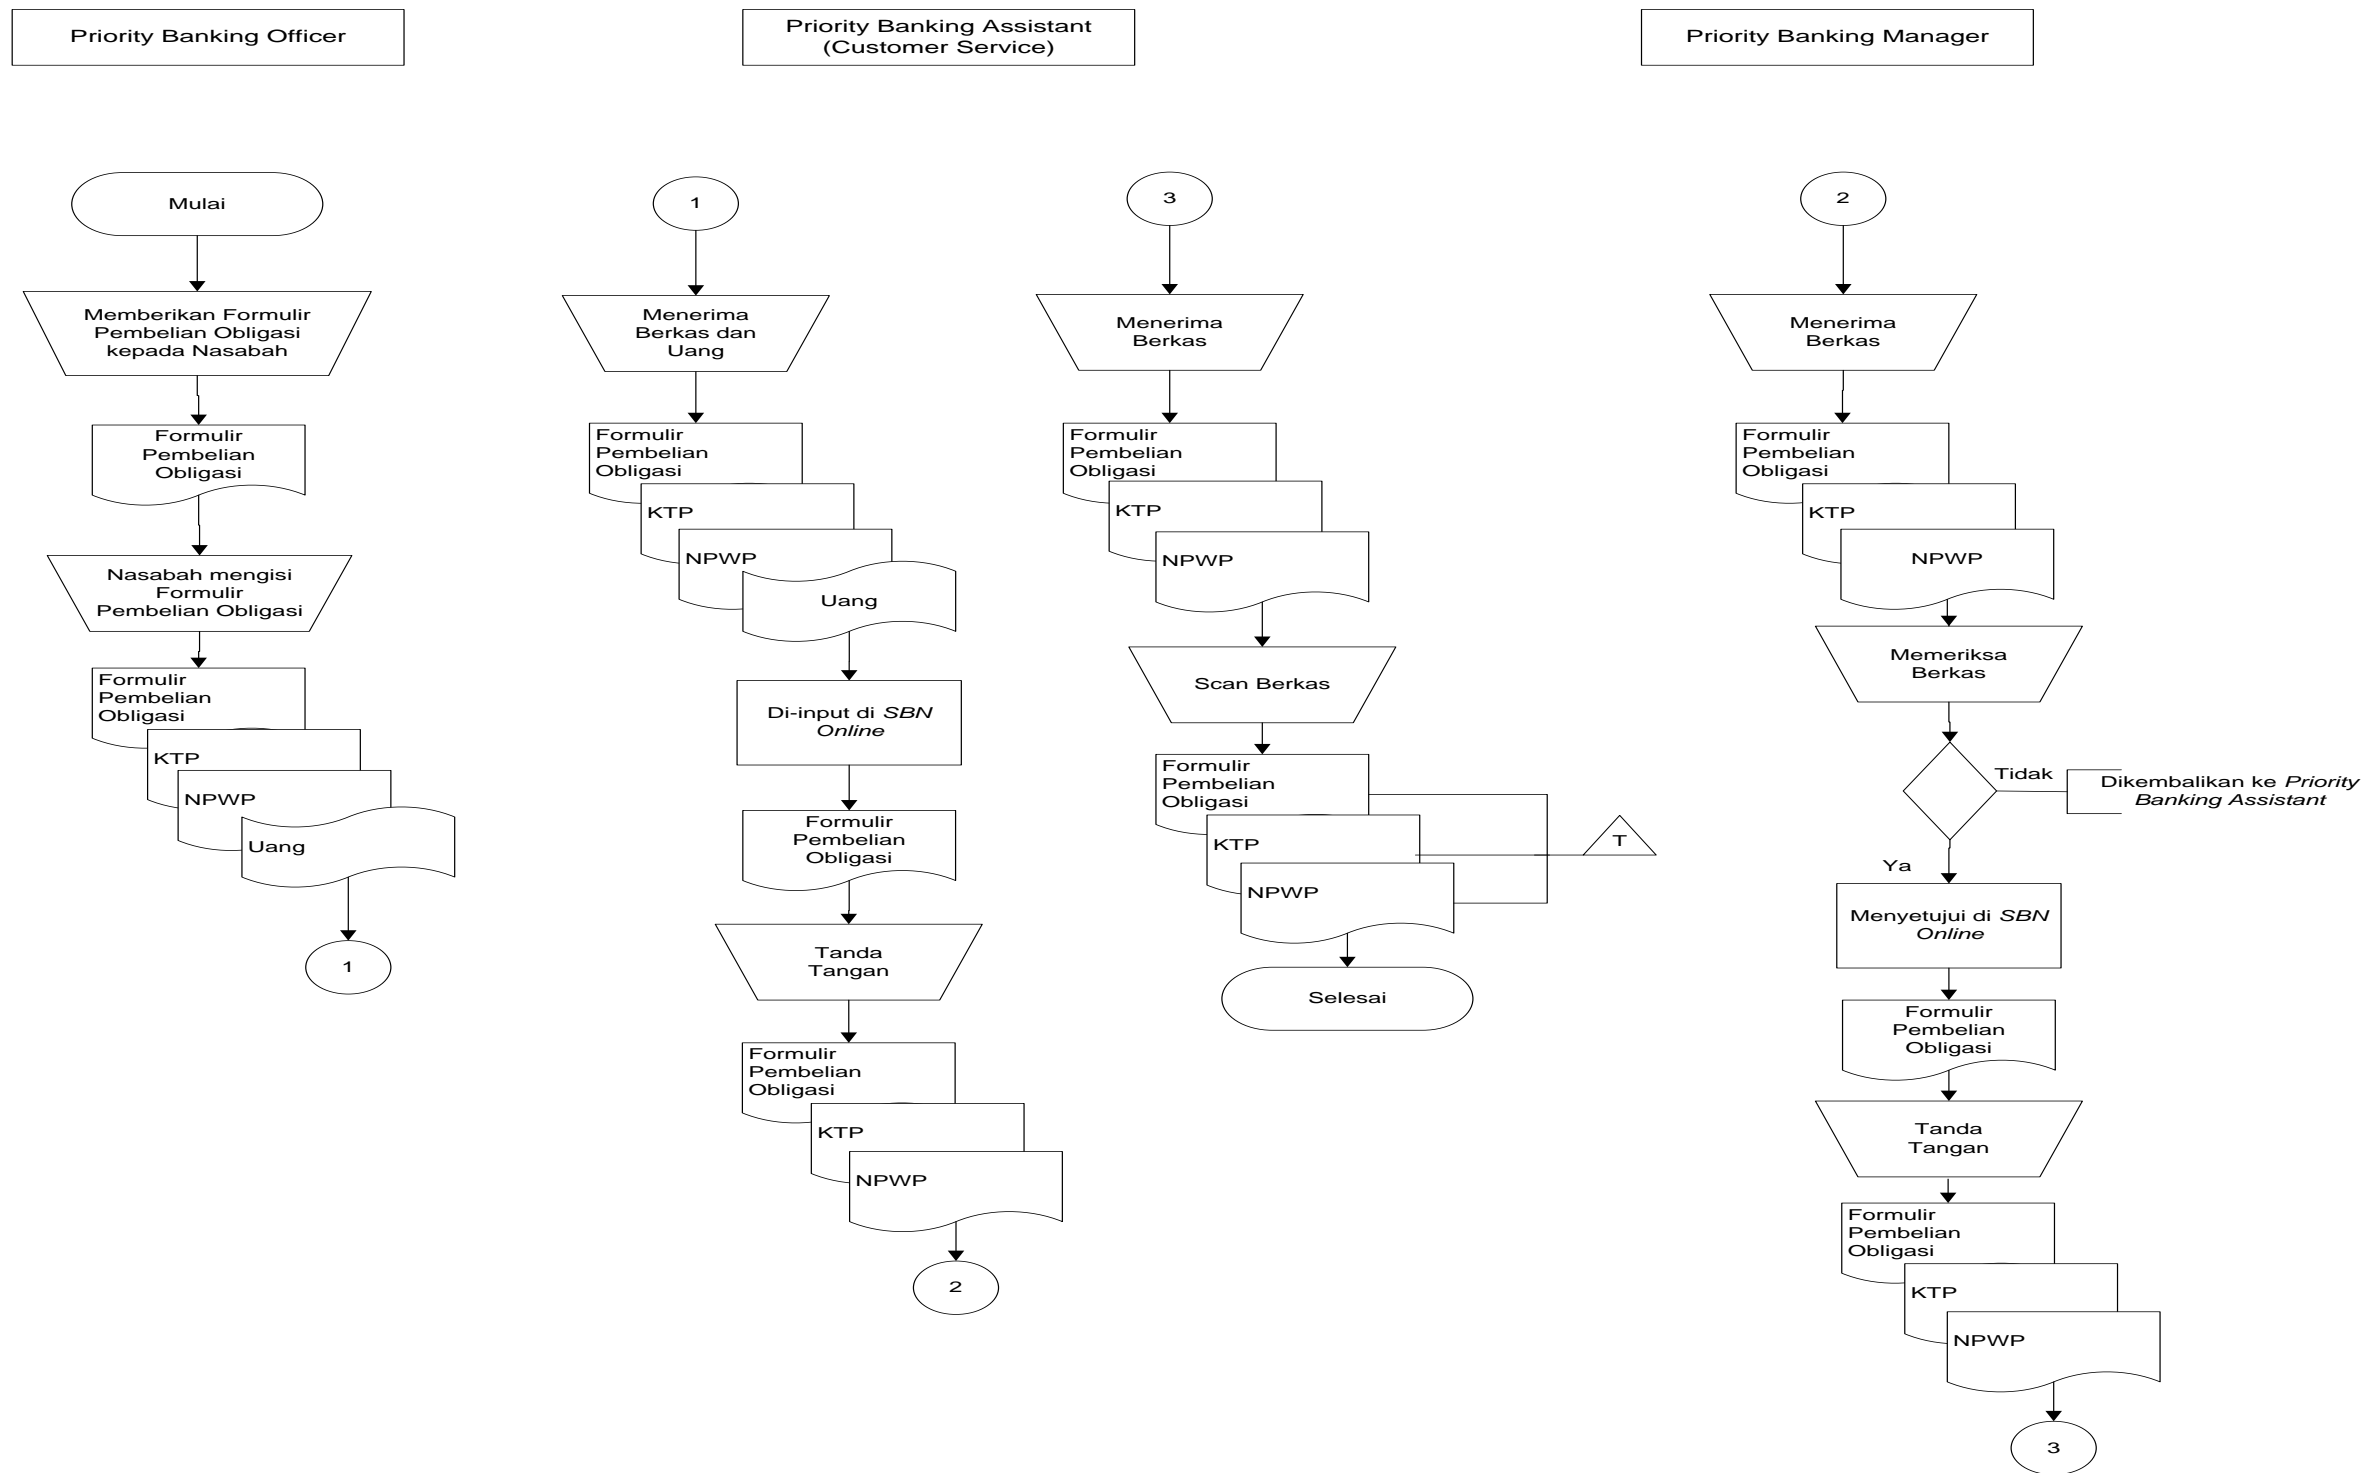 Priority Banking Officer
Priority Banking Assistant
(Customer Service)
Priority Banking Manager
Mulai
Memberikan Formulir
Pembelian Obligasi
kepada Nasabah
Formulir
Pembelian
Obligasi
Nasabah mengisi
Formulir
Pembelian Obligasi
Formulir
Pembelian
Obligasi
KTP
NPWP
Uang
1
1
Menerima
Berkas dan
Uang
Formulir
Pembelian
Obligasi
KTP
NPWP
Uang
Di-input di SBN
Online
Formulir
Pembelian
Obligasi
Tanda
Tangan
Formulir
Pembelian
Obligasi
KTP
NPWP
2
3
Menerima
Berkas
Formulir
Pembelian
Obligasi
KTP
NPWP
Scan Berkas
Formulir
Pembelian
Obligasi
KTP
NPWP
T
Selesai
2
Menerima
Berkas
Formulir
Pembelian
Obligasi
KTP
NPWP
Memeriksa
Berkas
Tidak
Dikembalikan ke Priority
Banking Assistant
Ya
Menyetujui di SBN
Online
Formulir
Pembelian
Obligasi
Tanda
Tangan
Formulir
Pembelian
Obligasi
KTP
NPWP
3